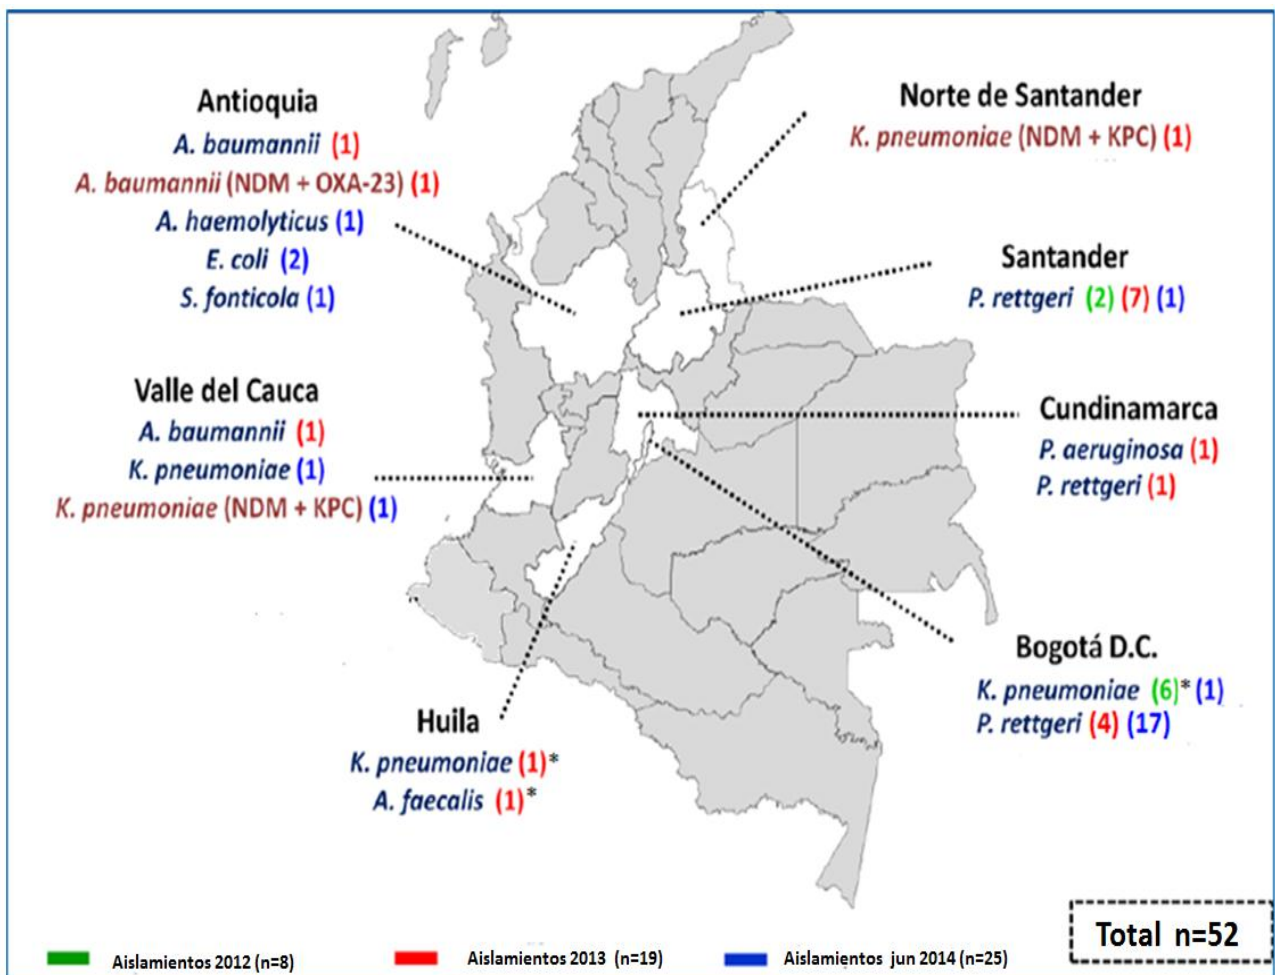 Antioquia
A. baumannii (1)
A. baumannii (NDM + OXA-23) (1)
A. haemolyticus (1)
E. coli (2)
S. fonticola (1)
Norte de Santander
K. pneumoniae (NDM + KPC) (1)
Santander
P. rettgeri (2) (7) (1)
Valle del Cauca
A. baumannii (1)
K. pneumoniae (1)
K. pneumoniae (NDM + KPC) (1)
Cundinamarca
P. aeruginosa (1)
P. rettgeri (1)
Bogotá D.C.
K. pneumoniae (6)* (1)
P. rettgeri (4) (17)
Huila
K. pneumoniae (1)*
A. faecalis (1)*
Total n=52
Aislamientos 2012 (n=8)
Aislamientos 2013 (n=19)
Aislamientos jun 2014 (n=25)